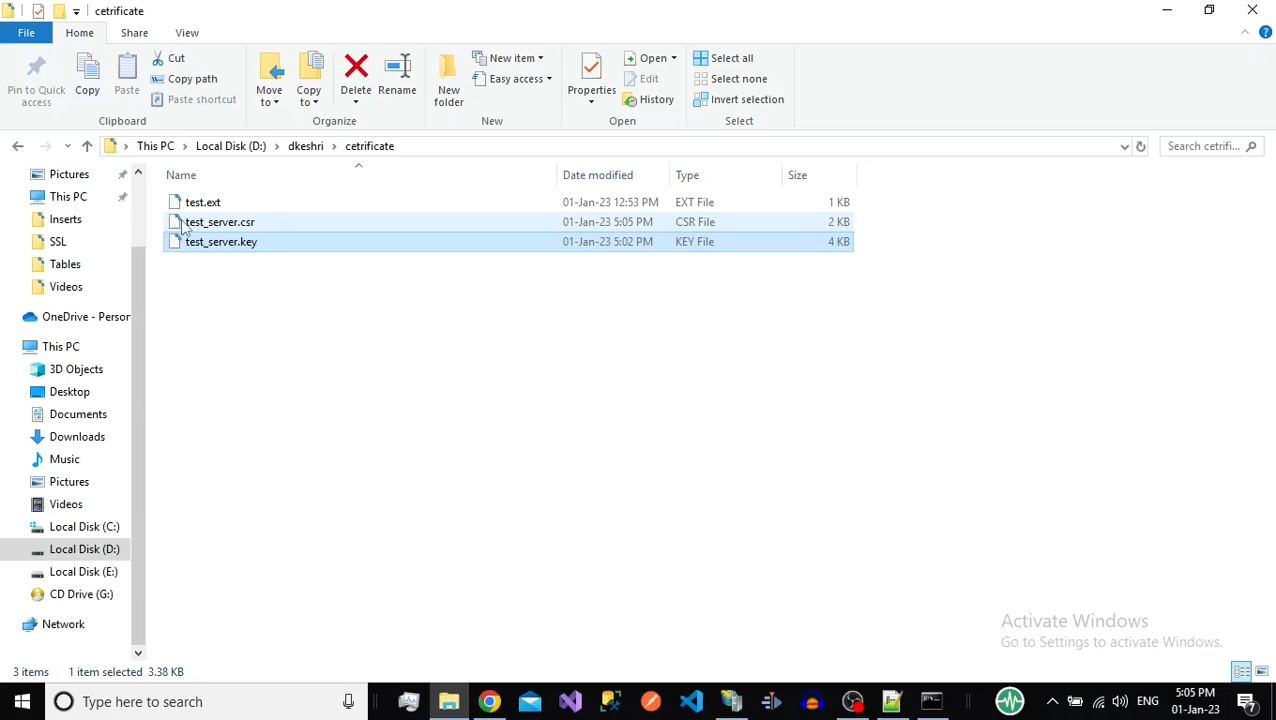 cetrificate
File Home Share View
Pin to Quick access
Copy
Paste
Cut
Copy path
Paste shortcut
Move to
Copy to
Delete
Rename
New folder
New item
Easy access
Properties
Open
Edit
History
Select all
Select none
Invert selection
Clipboard Organize New Open Select
This PC > Local Disk (D:) > dkeshri > cetrificate
Search cetrifi...
Name Date modified Type Size
test.ext 01-Jan-23 12:53 PM EXT File 1 KB
test_server.csr 01-Jan-23 5:05 PM CSR File 2 KB
test_server.key 01-Jan-23 5:02 PM KEY File 4 KB
Pictures
This PC
Inserts
SSL
Tables
Videos
OneDrive - Person
This PC
3D Objects
Desktop
Documents
Downloads
Music
Pictures
Videos
Local Disk (C:)
Local Disk (D:)
Local Disk (E:)
CD Drive (G:)
Network
Activate Windows
Go to Settings to activate Windows.
3 items 1 item selected 3.38 KB
Type here to search
ENG
5:05 PM
01-Jan-23
7